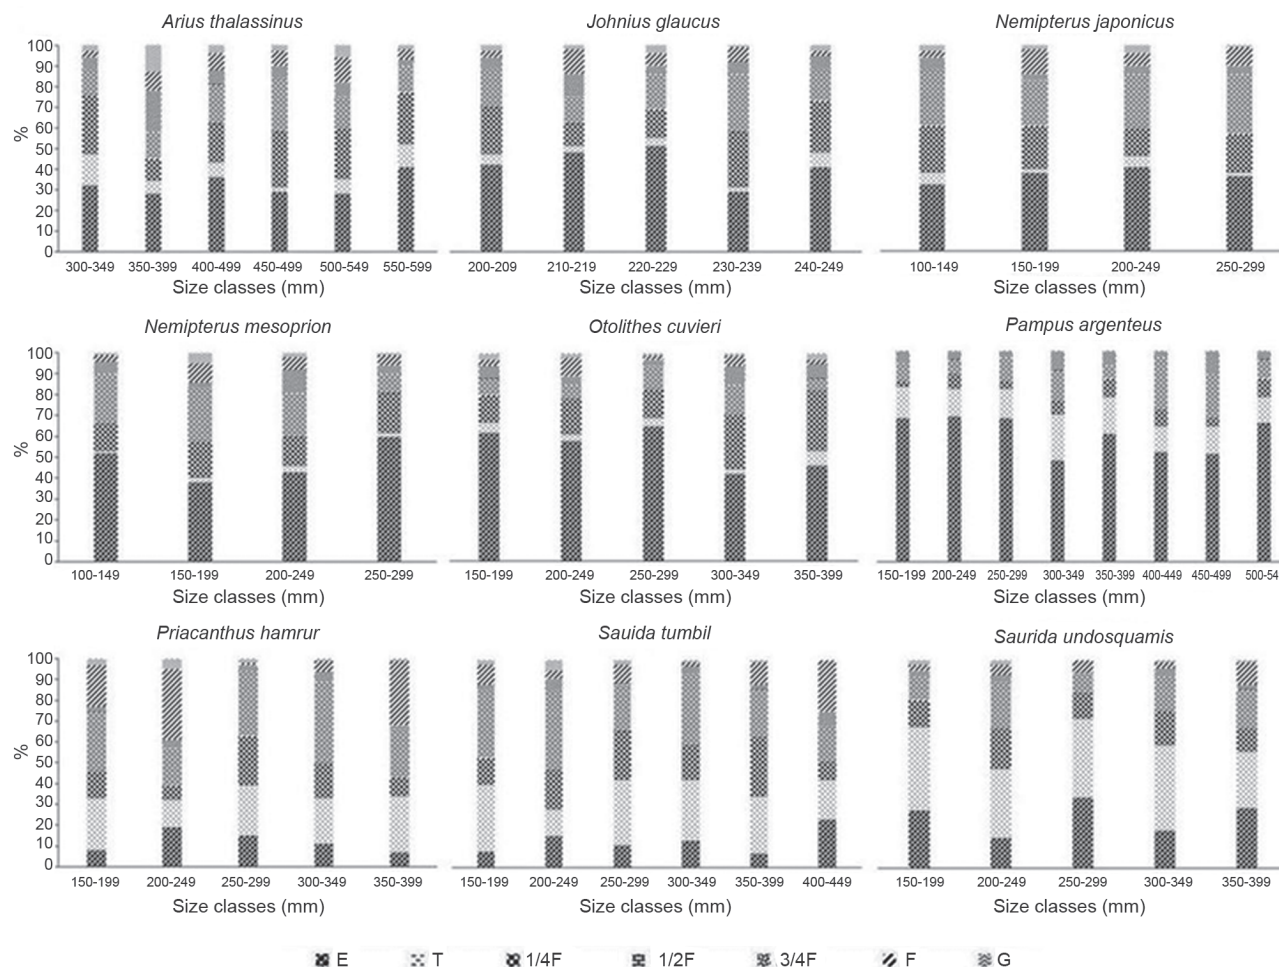 Arius thalassinus
Johnius glaucus
Nemipterus japonicus
100
90
80
70
60
50
40
30
20
10
0
%
300-349 350-399 400-499 450-499 500-549 550-599
200-209 210-219 220-229 230-239 240-249
100-149 150-199 200-249 250-299
Size classes (mm)
Size classes (mm)
Size classes (mm)
Nemipterus mesoprion
Otolithes cuvieri
Pampus argenteus
100
90
80
70
60
50
40
30
20
10
0
%
100-149 150-199 200-249 250-299
150-199 200-249 250-299 300-349 350-399
150-199 200-249 250-299 300-349 350-399 400-449 450-499 500-54
Size classes (mm)
Size classes (mm)
Size classes (mm)
Priacanthus hamrur
Sauida tumbil
Saurida undosquamis
100
90
80
70
60
50
40
30
20
10
0
%
150-199 200-249 250-299 300-349 350-399
150-199 200-249 250-299 300-349 350-399 400-449
150-199 200-249 250-299 300-349 350-399
Size classes (mm)
Size classes (mm)
Size classes (mm)
E T 1/4F 1/2F 3/4F F G